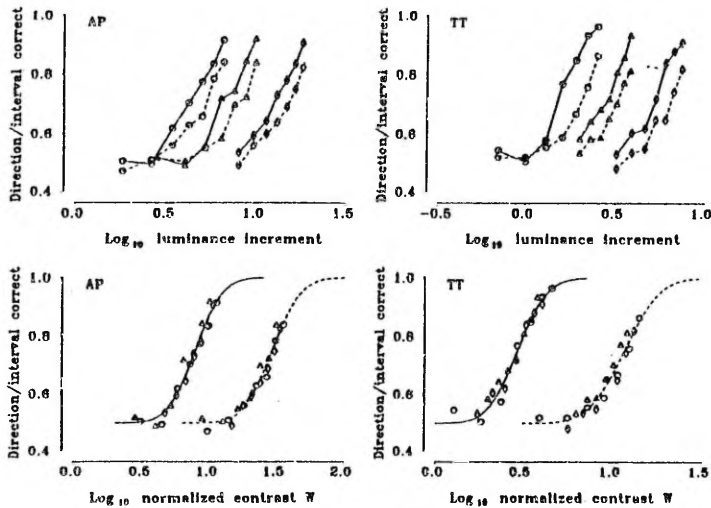 AP
TT
Direction/interval correct
Direction/interval correct
1.0
0.8
0.6
0.4
1.0
0.8
0.6
0.4
0.0 0.5 1.0 1.5
-0.5 0.0 0.5 1.0
Log₁₀ luminance increment
Log₁₀ luminance increment
AP
TT
Direction/interval correct
Direction/interval correct
1.0
0.8
0.6
0.4
1.0
0.8
0.6
0.4
0.0 0.5 1.0 1.5 2.0
0.0 0.5 1.0 1.5
Log₁₀ normalized contrast W
Log₁₀ normalized contrast W